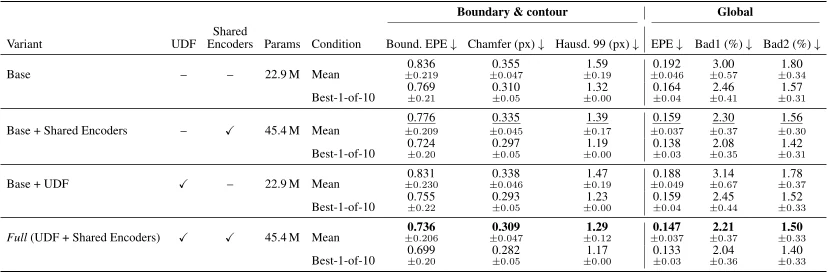 Boundary & contour Global
Shared
Variant UDF Encoders Params Condition Bound. EPE ↓ Chamfer (px) ↓ Hausd. 99 (px) ↓ EPE ↓ Bad1 (%) ↓ Bad2 (%) ↓
0.836 0.355 1.59 0.192 3.00 1.80
Base – – 22.9 M Mean ±0.219 ±0.047 ±0.19 ±0.046 ±0.57 ±0.34
0.769 0.310 1.32 0.164 2.46 1.57
Best-1-of-10 ±0.21 ±0.05 ±0.00 ±0.04 ±0.41 ±0.31
0.776 0.335 1.39 0.159 2.30 1.56
Base + Shared Encoders – ✓ 45.4 M Mean ±0.209 ±0.045 ±0.17 ±0.037 ±0.37 ±0.30
0.724 0.297 1.19 0.138 2.08 1.42
Best-1-of-10 ±0.20 ±0.05 ±0.00 ±0.03 ±0.35 ±0.31
0.831 0.338 1.47 0.188 3.14 1.78
Base + UDF ✓ – 22.9 M Mean ±0.230 ±0.046 ±0.19 ±0.049 ±0.67 ±0.37
0.755 0.293 1.23 0.159 2.45 1.52
Best-1-of-10 ±0.22 ±0.05 ±0.00 ±0.04 ±0.44 ±0.33
0.736 0.309 1.29 0.147 2.21 1.50
Full (UDF + Shared Encoders) ✓ ✓ 45.4 M Mean ±0.206 ±0.047 ±0.12 ±0.037 ±0.37 ±0.33
0.699 0.282 1.17 0.133 2.04 1.40
Best-1-of-10 ±0.20 ±0.05 ±0.00 ±0.03 ±0.36 ±0.33